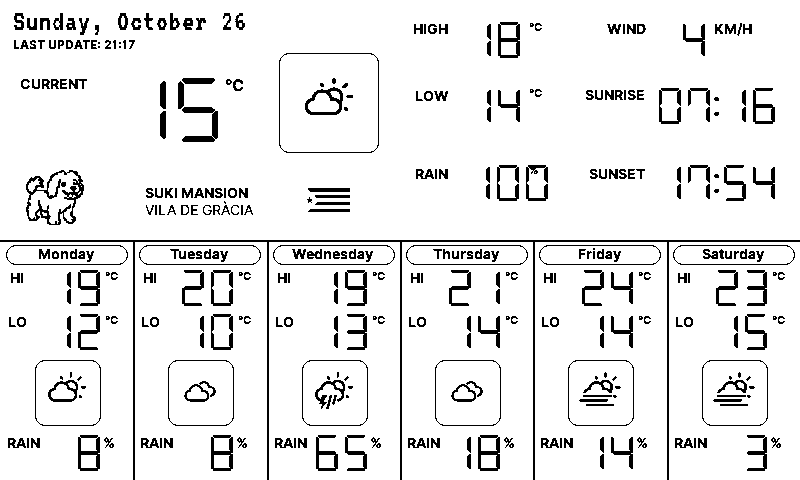 Sunday, October 26
LAST UPDATE: 21:17
CURRENT 15 °C
HIGH 18 °C
LOW 14 °C
RAIN 100 %
WIND 4 KM/H
SUNRISE 07:16
SUNSET 17:54
SUKI MANSION
VILA DE GRÀCIA
Monday
HI 19 °C
LO 12 °C
RAIN 8 %
Tuesday
HI 20 °C
LO 10 °C
RAIN 8 %
Wednesday
HI 19 °C
LO 13 °C
RAIN 65 %
Thursday
HI 21 °C
LO 14 °C
RAIN 18 %
Friday
HI 24 °C
LO 14 °C
RAIN 14 %
Saturday
HI 23 °C
LO 15 °C
RAIN 3 %